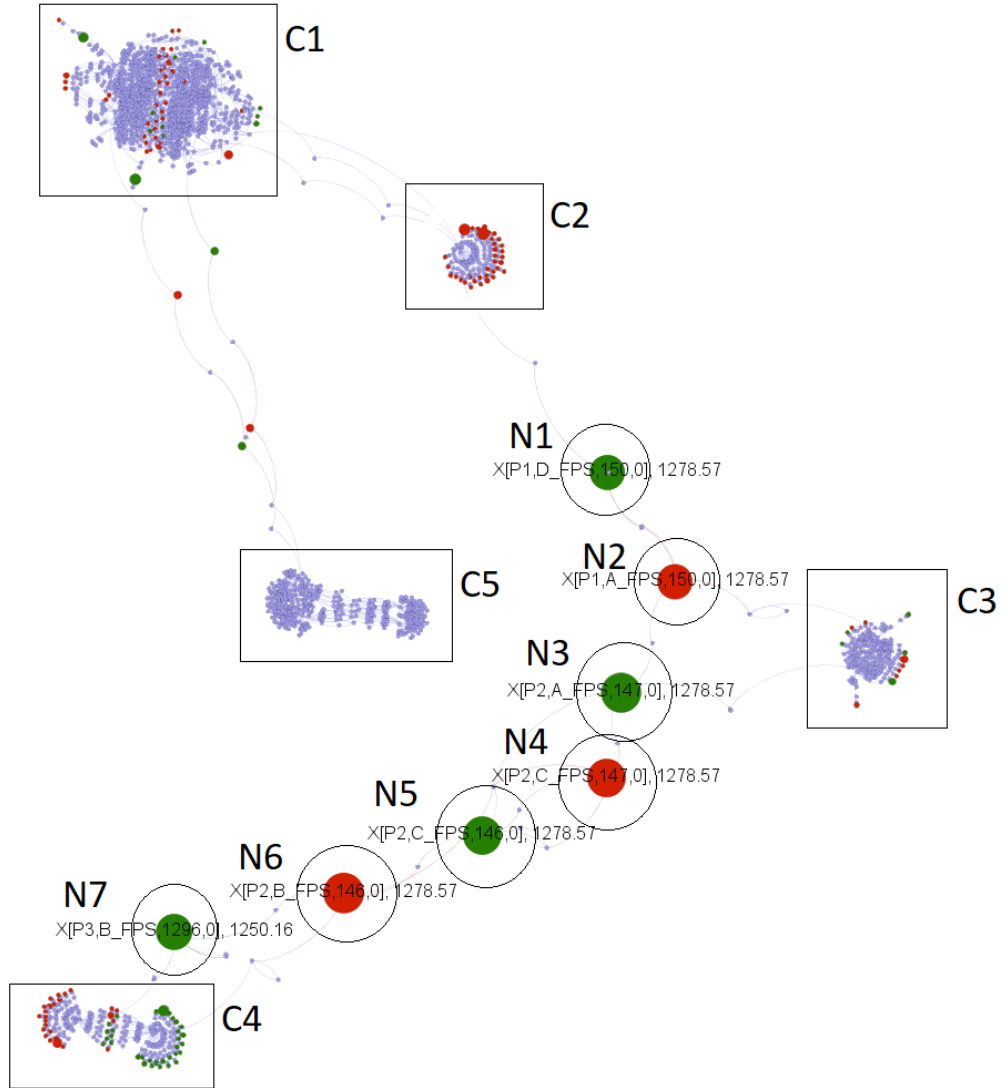 C1
C2
N1
X[P1,D_FPS,150,0], 1278.57
N2
X[P1,A_FPS,150,0], 1278.57
C5
C3
N3
X[P2,A_FPS,147,0], 1278.57
N4
X[P2,C_FPS,147,0], 1278.57
N5
X[P2,C_FPS,146,0], 1278.57
N6
X[P2,B_FPS,146,0], 1278.57
N7
X[P3,B_FPS,1296,0], 1250.16
C4